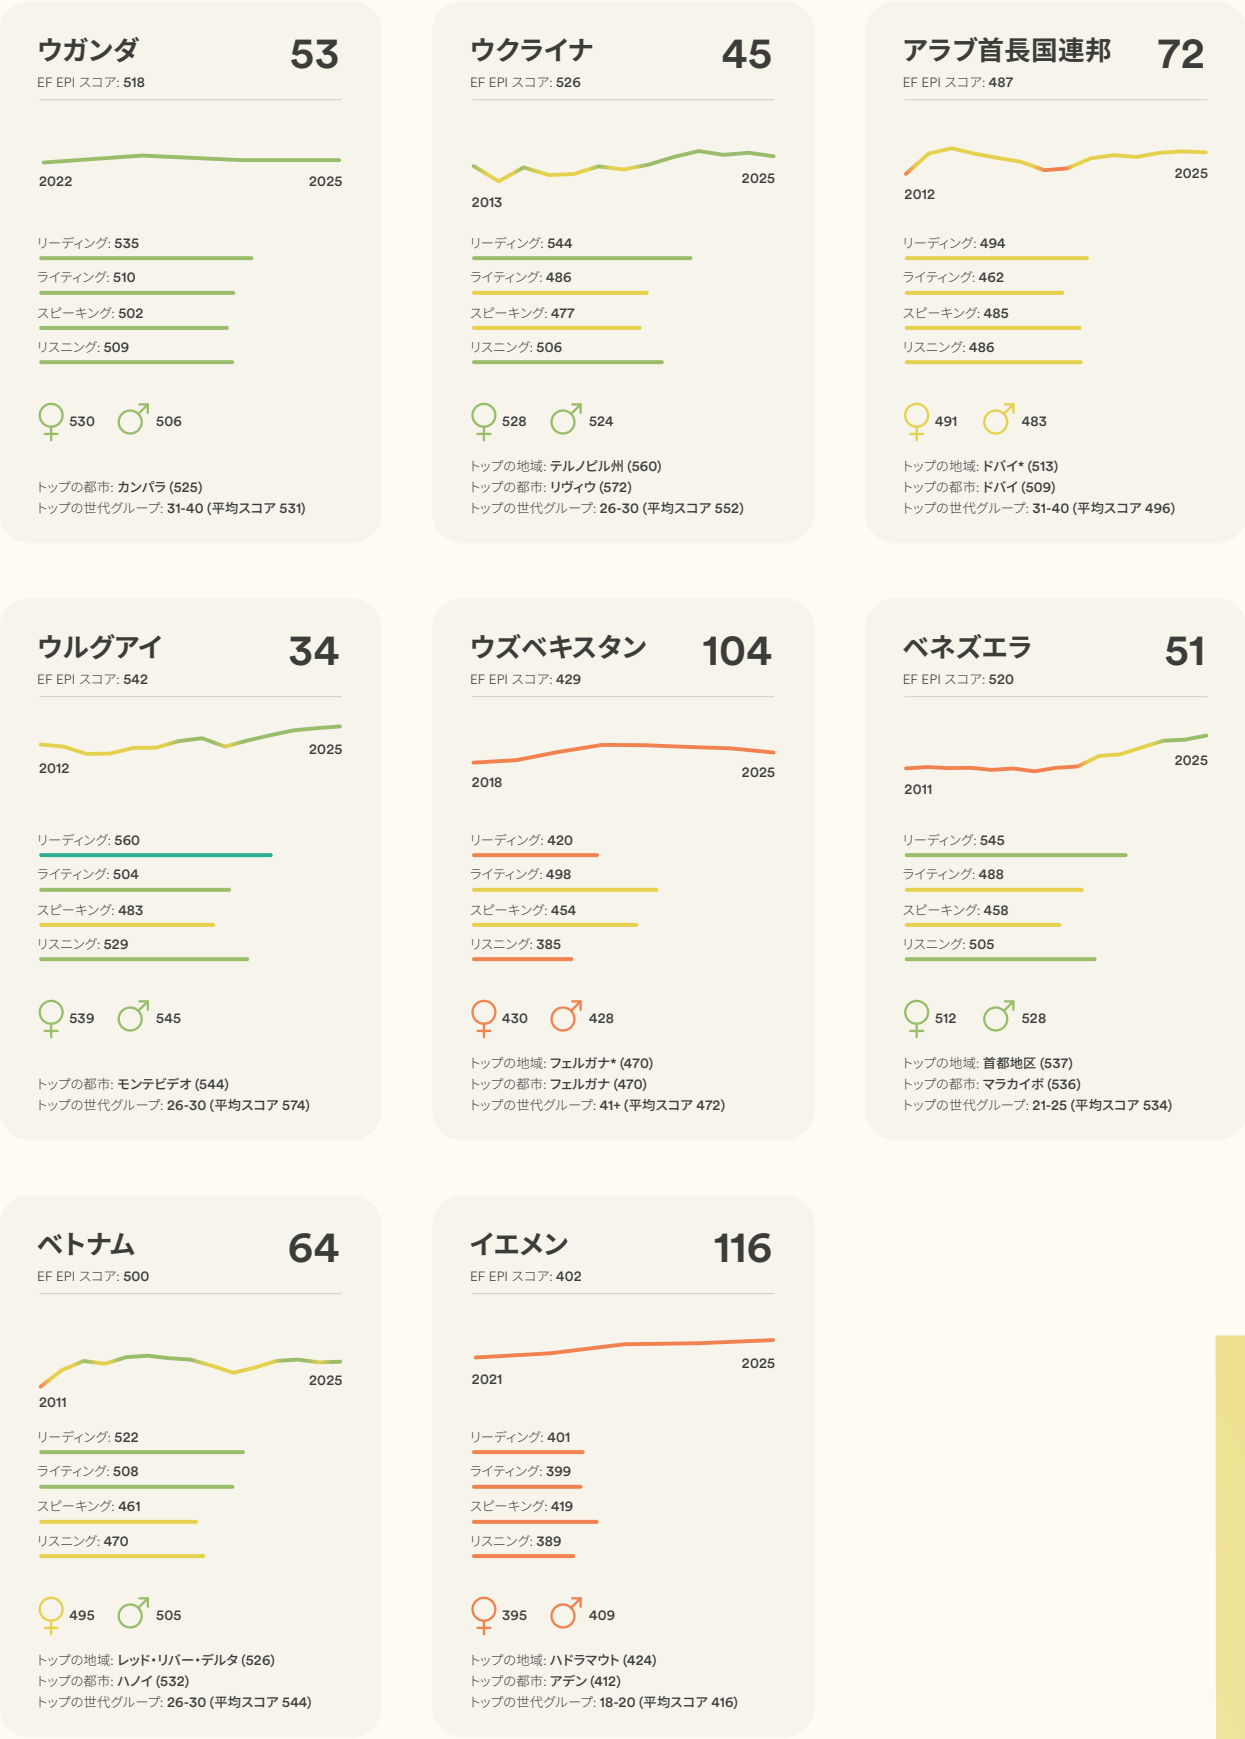 ウガンダ 53
EF EPI スコア: 518
2022 2025
リーディング: 535
ライティング: 510
スピーキング: 502
リスニング: 509
530 506
トップの都市: カンパラ (525)
トップの世代グループ: 31-40 (平均スコア 531)
ウクライナ 45
EF EPI スコア: 526
2025
2013
リーディング: 544
ライティング: 486
スピーキング: 477
リスニング: 506
528 524
トップの地域: テルノピル州 (560)
トップの都市: リヴィウ (572)
トップの世代グループ: 26-30 (平均スコア 552)
アラブ首長国連邦 72
EF EPI スコア: 487
2025
2012
リーディング: 494
ライティング: 462
スピーキング: 485
リスニング: 486
491 483
トップの地域: ドバイ* (513)
トップの都市: ドバイ (509)
トップの世代グループ: 31-40 (平均スコア 496)
ウルグアイ 34
EF EPI スコア: 542
2025
2012
リーディング: 560
ライティング: 504
スピーキング: 483
リスニング: 529
539 545
トップの都市: モンテビデオ (544)
トップの世代グループ: 26-30 (平均スコア 574)
ウズベキスタン 104
EF EPI スコア: 429
2025
2018
リーディング: 420
ライティング: 498
スピーキング: 454
リスニング: 385
430 428
トップの地域: フェルガナ* (470)
トップの都市: フェルガナ (470)
トップの世代グループ: 41+ (平均スコア 472)
ベネズエラ 51
EF EPI スコア: 520
2025
2011
リーディング: 545
ライティング: 488
スピーキング: 458
リスニング: 505
512 528
トップの地域: 首都地区 (537)
トップの都市: マラカイボ (536)
トップの世代グループ: 21-25 (平均スコア 534)
ベトナム 64
EF EPI スコア: 500
2025
2011
リーディング: 522
ライティング: 508
スピーキング: 461
リスニング: 470
495 505
トップの地域: レッド・リバー・デルタ (526)
トップの都市: ハノイ (532)
トップの世代グループ: 26-30 (平均スコア 544)
イエメン 116
EF EPI スコア: 402
2025
2021
リーディング: 401
ライティング: 399
スピーキング: 419
リスニング: 389
395 409
トップの地域: ハドラマウト (424)
トップの都市: アデン (412)
トップの世代グループ: 18-20 (平均スコア 416)